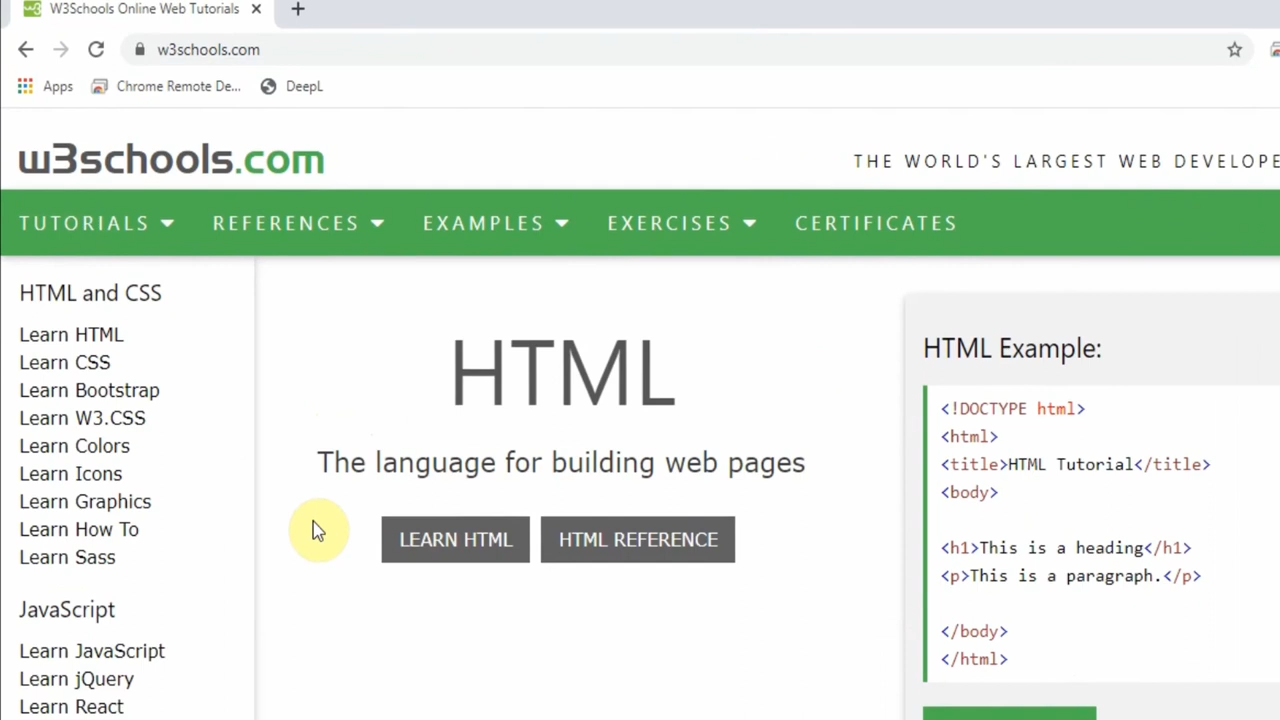 W3Schools Online Web Tutorials
w3schools.com
Apps
Chrome Remote De...
DeepL
w3schools.com
THE WORLD'S LARGEST WEB DEVELOPE
TUTORIALS
REFERENCES
EXAMPLES
EXERCISES
CERTIFICATES
HTML and CSS
Learn HTML
Learn CSS
Learn Bootstrap
Learn W3.CSS
Learn Colors
Learn Icons
Learn Graphics
Learn How To
Learn Sass
JavaScript
Learn JavaScript
Learn jQuery
Learn React
HTML
The language for building web pages
LEARN HTML
HTML REFERENCE
HTML Example:
<!DOCTYPE html>
<html>
<title>HTML Tutorial</title>
<body>
<h1>This is a heading</h1>
<p>This is a paragraph.</p>
</body>
</html>